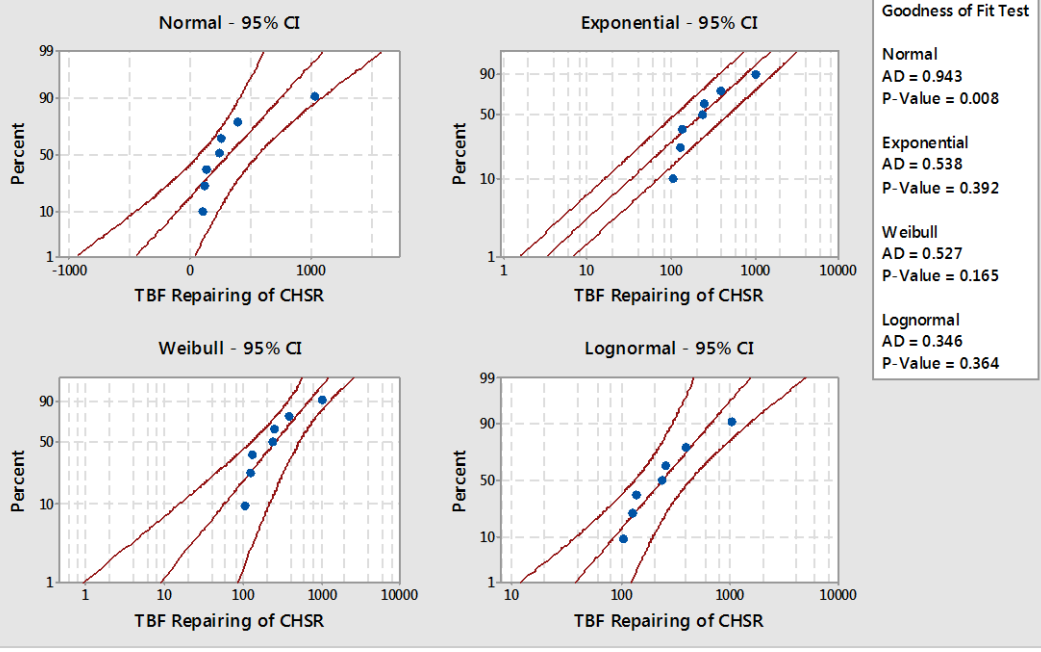 Normal - 95% CI
99
90
50
10
1
Percent
-1000 0 1000
TBF Repairing of CHSR
Exponential - 95% CI
90
50
10
1
Percent
1 10 100 1000 10000
TBF Repairing of CHSR
Goodness of Fit Test
Normal
AD = 0.943
P-Value = 0.008
Exponential
AD = 0.538
P-Value = 0.392
Weibull
AD = 0.527
P-Value = 0.165
Lognormal
AD = 0.346
P-Value = 0.364
Weibull - 95% CI
90
50
10
1
Percent
1 10 100 1000 10000
TBF Repairing of CHSR
Lognormal - 95% CI
99
90
50
10
1
Percent
10 100 1000 10000
TBF Repairing of CHSR